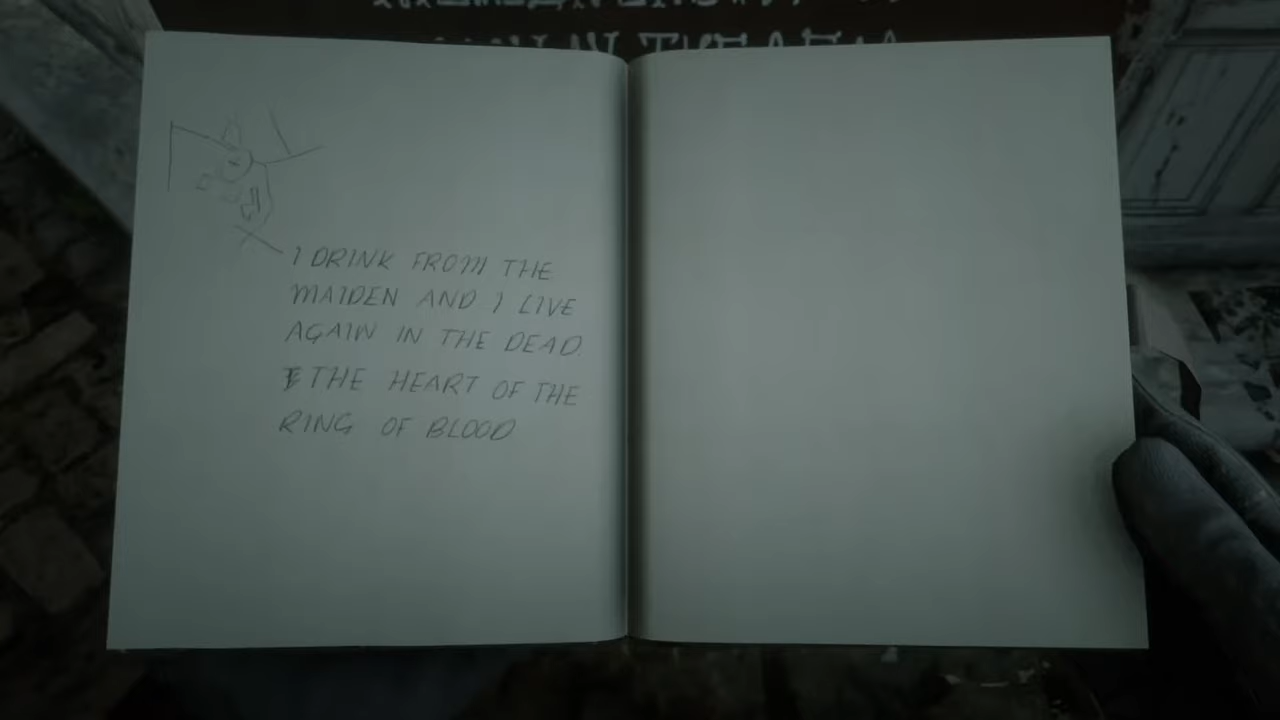 I DRINK FROM THE
MAIDEN AND I LIVE
AGAIN IN THE DEAD.
THE HEART OF THE
RING OF BLOOD